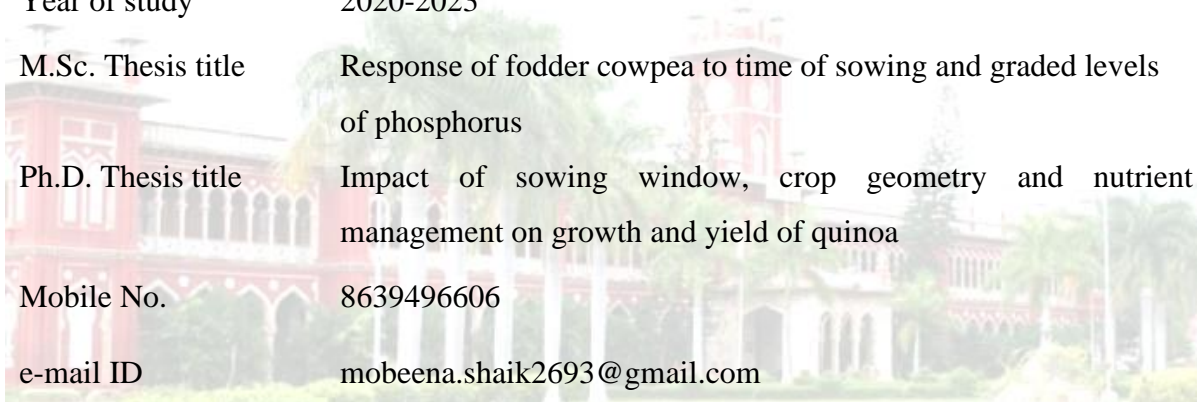 Year of study 2020-2023
M.Sc. Thesis title Response of fodder cowpea to time of sowing and graded levels
of phosphorus
Ph.D. Thesis title Impact of sowing window, crop geometry and nutrient
management on growth and yield of quinoa
Mobile No. 8639496606
e-mail ID mobeena.shaik2693@gmail.com